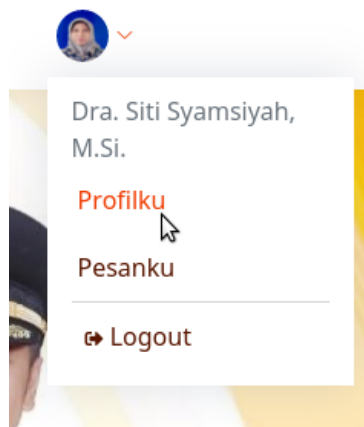 Dra. Siti Syamsiyah,
M.Si.
Profilku
Pesanku
Logout